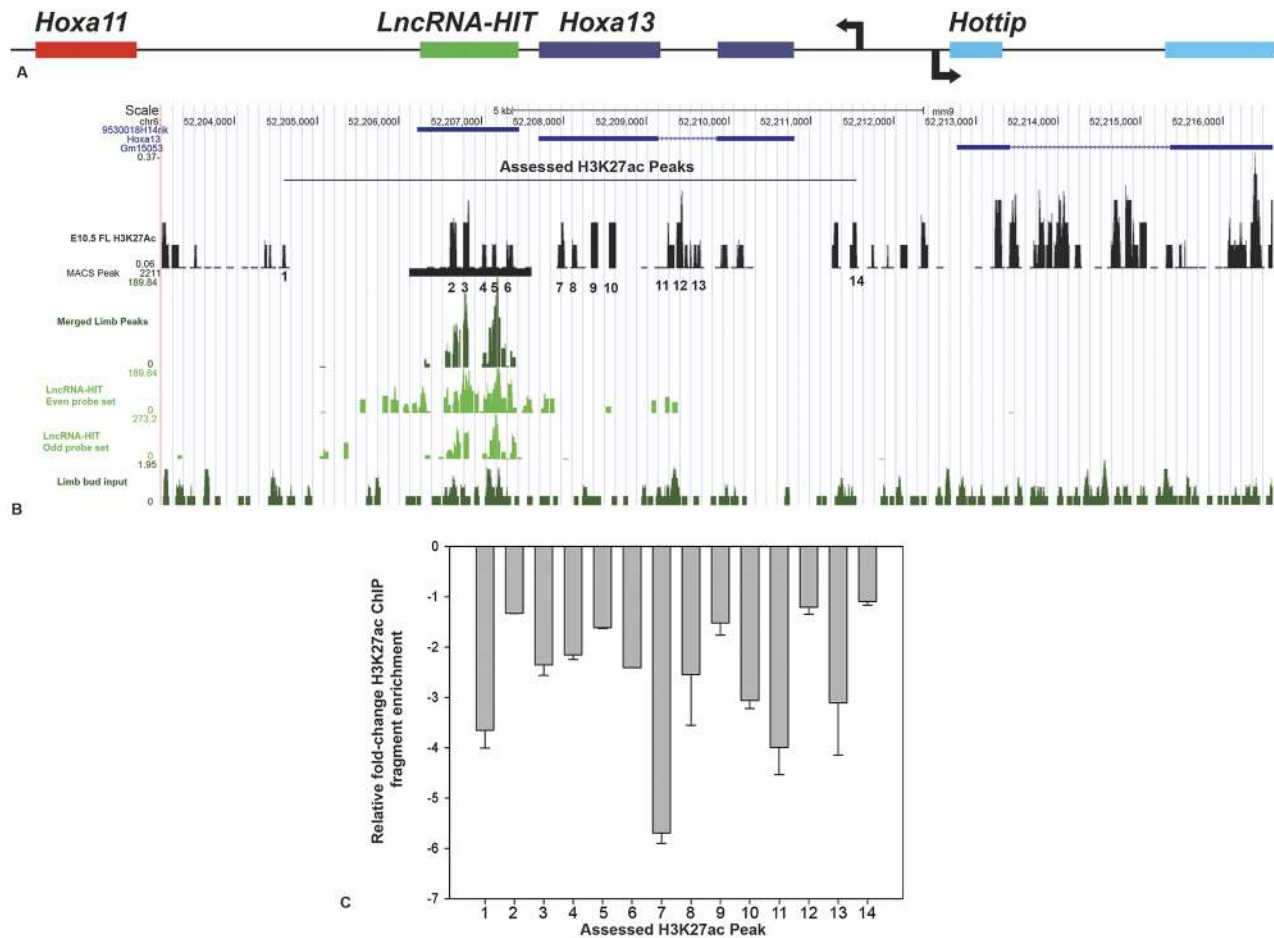 Hoxa11 LncRNA-HIT Hoxa13 Hottip
A
Scale 5 kb mm9
chr6: 52,204,000 52,205,000 52,206,000 52,207,000 52,208,000 52,209,000 52,210,000 52,211,000 52,212,000 52,213,000 52,214,000 52,215,000 52,216,000
9530018H14rik
Hoxa13
Gm15053
0.37-
Assessed H3K27ac Peaks
E10.5 FL H3K27Ac
0.06
MACS Peak
1 2 3 4 5 6 7 8 9 10 11 12 13 14
2211
189.84
Merged Limb Peaks
0
189.84
LncRNA-HIT
Even probe set
0
273.2
LncRNA-HIT
Odd probe set
0
1.95
Limb bud input
0
B
0
-1
-2
-3
-4
-5
-6
-7
Relative fold-change H3K27ac ChIP
fragment enrichment
1 2 3 4 5 6 7 8 9 10 11 12 13 14
Assessed H3K27ac Peak
C